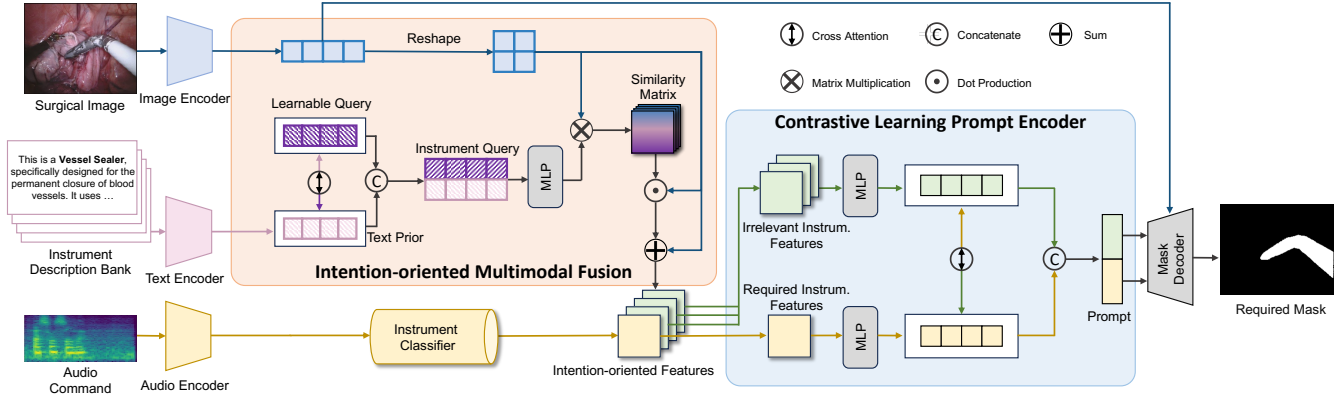 Surgical Image
Image Encoder
Reshape
Learnable Query
Instrument Query
MLP
Similarity
Matrix
C
Text Prior
Intention-oriented Multimodal Fusion
This is a Vessel Sealer,
specifically designed for the
permanent closure of blood
vessels. It uses ...
Instrument
Description Bank
Text Encoder
Audio
Command
Audio Encoder
Instrument
Classifier
Intention-oriented Features
Cross Attention
C
Concatenate
Sum
Matrix Multiplication
Dot Production
Contrastive Learning Prompt Encoder
Irrelevant Instrum.
Features
MLP
Required Instrum.
Features
MLP
C
Prompt
Mask
Decoder
Required Mask